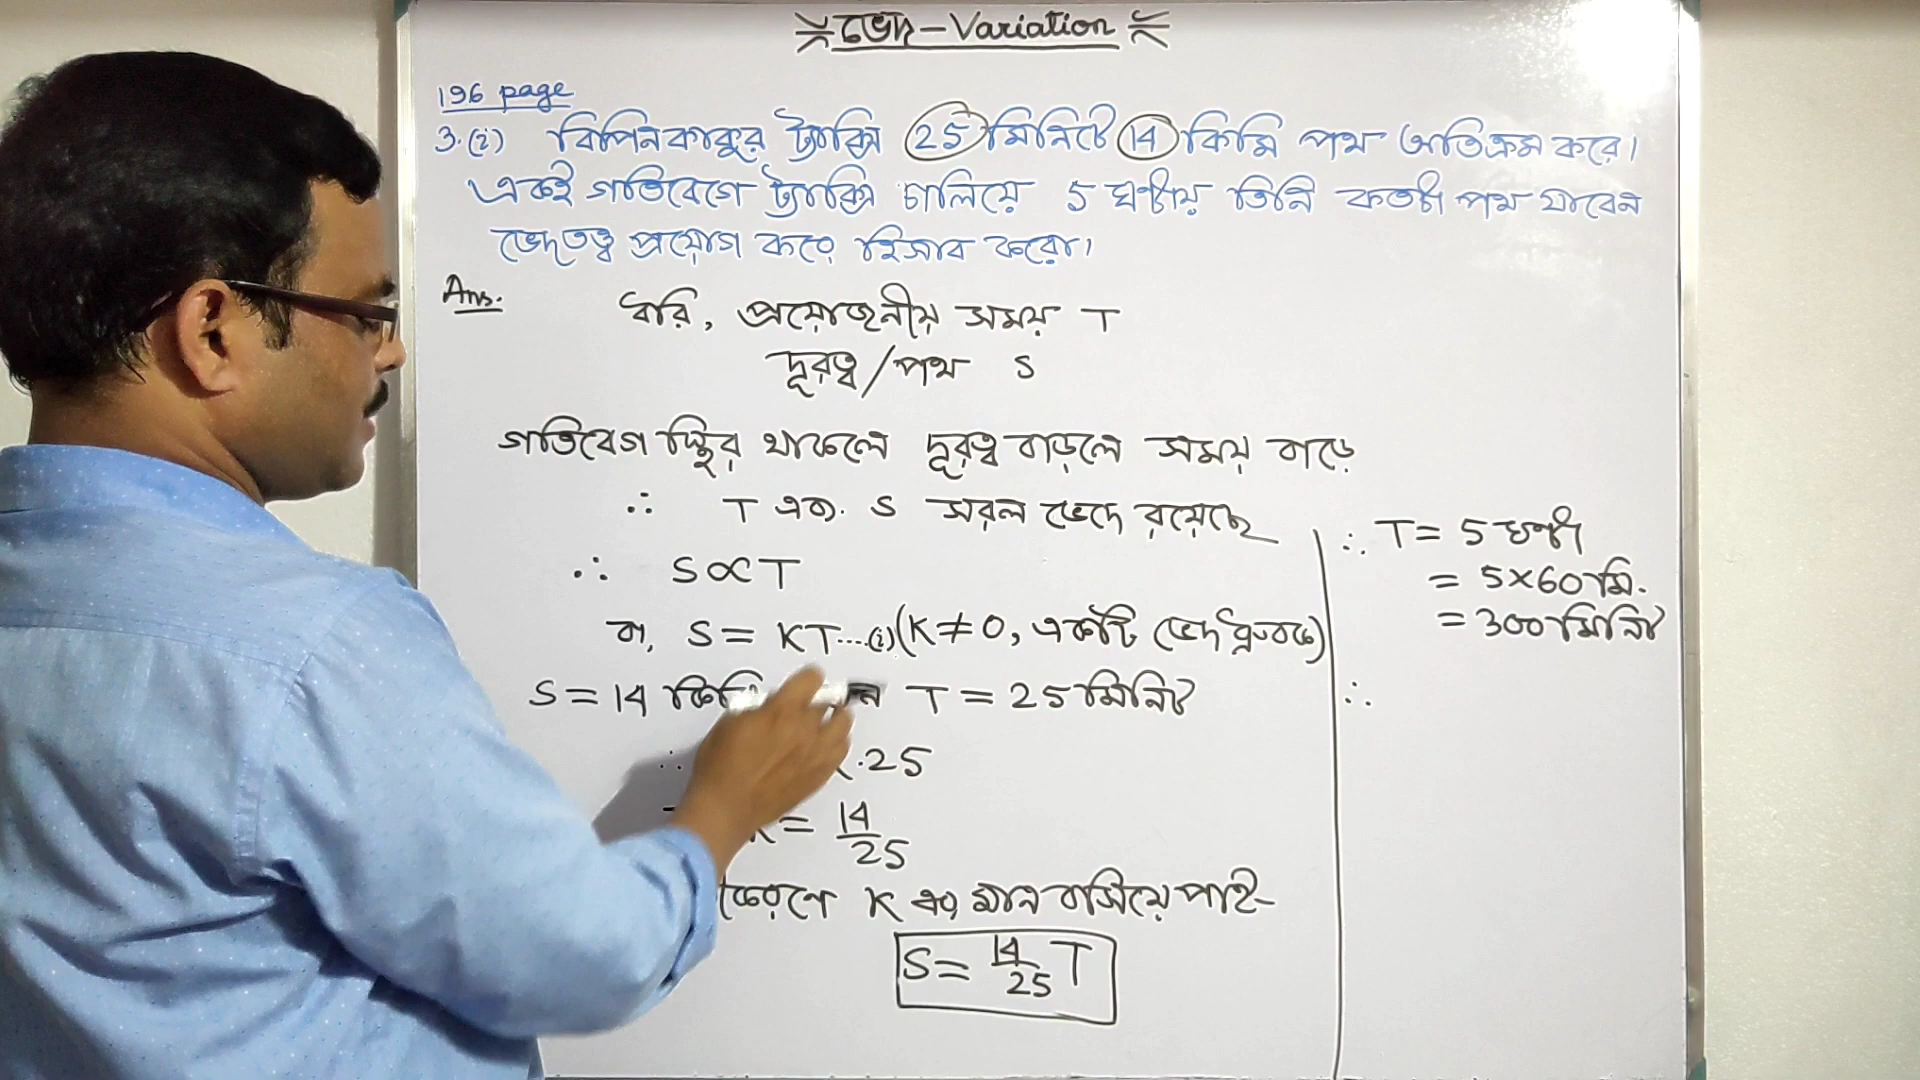 ভেদ - Variation
196 page
3.(i) বিপিনকাকুর ট্যাক্সি 25 মিনিটে 14 কিমি পথ অতিক্রম করে।
একই গতিবেগে ট্যাক্সি চালিয়ে 5 ঘণ্টায় তিনি কতটা পথ যাবেন
ভেদতত্ত্ব প্রয়োগ করে হিসাব করো।
Ans. ধরি, প্রয়োজনীয় সময় T
দূরত্ব/পথ S
গতিবেগ স্থির থাকলে দূরত্ব বাড়লে সময় বাড়ে
∴ T এবং S সরল ভেদে রয়েছে
∴ S ∝ T
বা, S = KT...(i) (K ≠ 0, একটি ভেদ ধ্রুবক)
S = 14 T = 25 মিনিট
∴ .25
K = 14/25
K এর মান বসিয়ে পাই-
S = 14/25 T
∴ T = 5 ঘণ্টা
= 5×60 মি.
= 300 মিনিট
∴